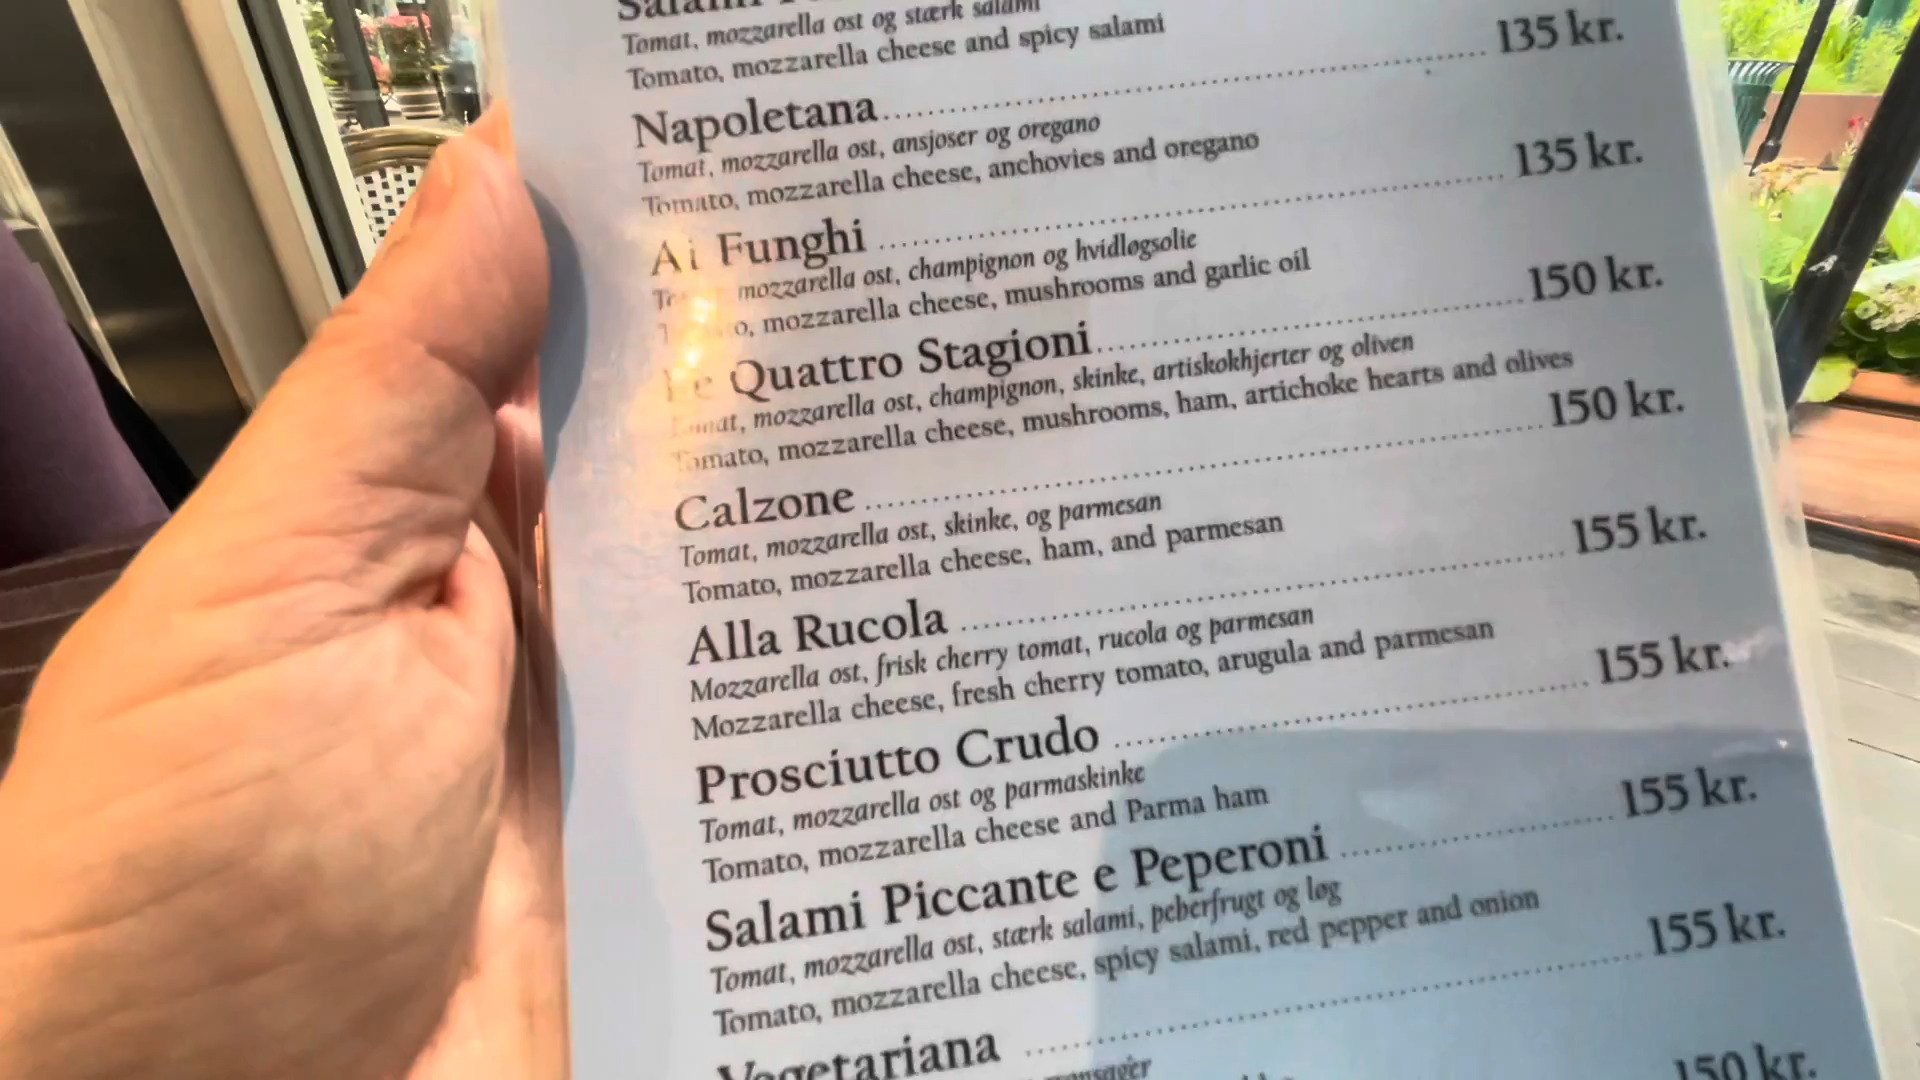 Tomat, mozzarella ost og stærk salami
Tomato, mozzarella cheese and spicy salami
Napoletana ........ 135 kr.
Tomat, mozzarella ost, ansjoser og oregano
Tomato, mozzarella cheese, anchovies and oregano
Ai Funghi ........ 135 kr.
mozzarella ost, champignon og hvidløgsolie
mozzarella cheese, mushrooms and garlic oil
Quattro Stagioni ........ 150 kr.
Tomat, mozzarella ost, champignon, skinke, artiskokhjerter og oliven
Tomato, mozzarella cheese, mushrooms, ham, artichoke hearts and olives
Calzone ........ 150 kr.
Tomat, mozzarella ost, skinke, og parmesan
Tomato, mozzarella cheese, ham, and parmesan
Alla Rucola ........ 155 kr.
Mozzarella ost, frisk cherry tomat, rucola og parmesan
Mozzarella cheese, fresh cherry tomato, arugula and parmesan
Prosciutto Crudo ........ 155 kr.
Tomat, mozzarella ost og parmaskinke
Tomato, mozzarella cheese and Parma ham
Salami Piccante e Peperoni ........ 155 kr.
Tomat, mozzarella ost, stærk salami, peberfrugt og løg
Tomato, mozzarella cheese, spicy salami, red pepper and onion
Vegetariana ........ 155 kr.
150 kr.